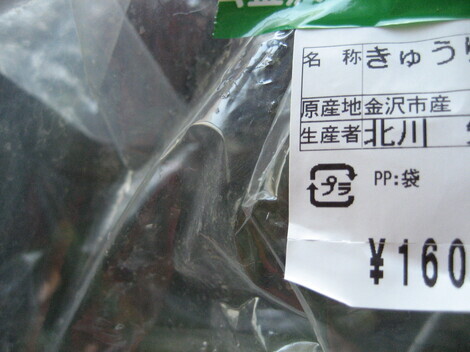 名称 きゅうり
原産地 金沢市産
生産者 北川
プラ PP:袋
¥160